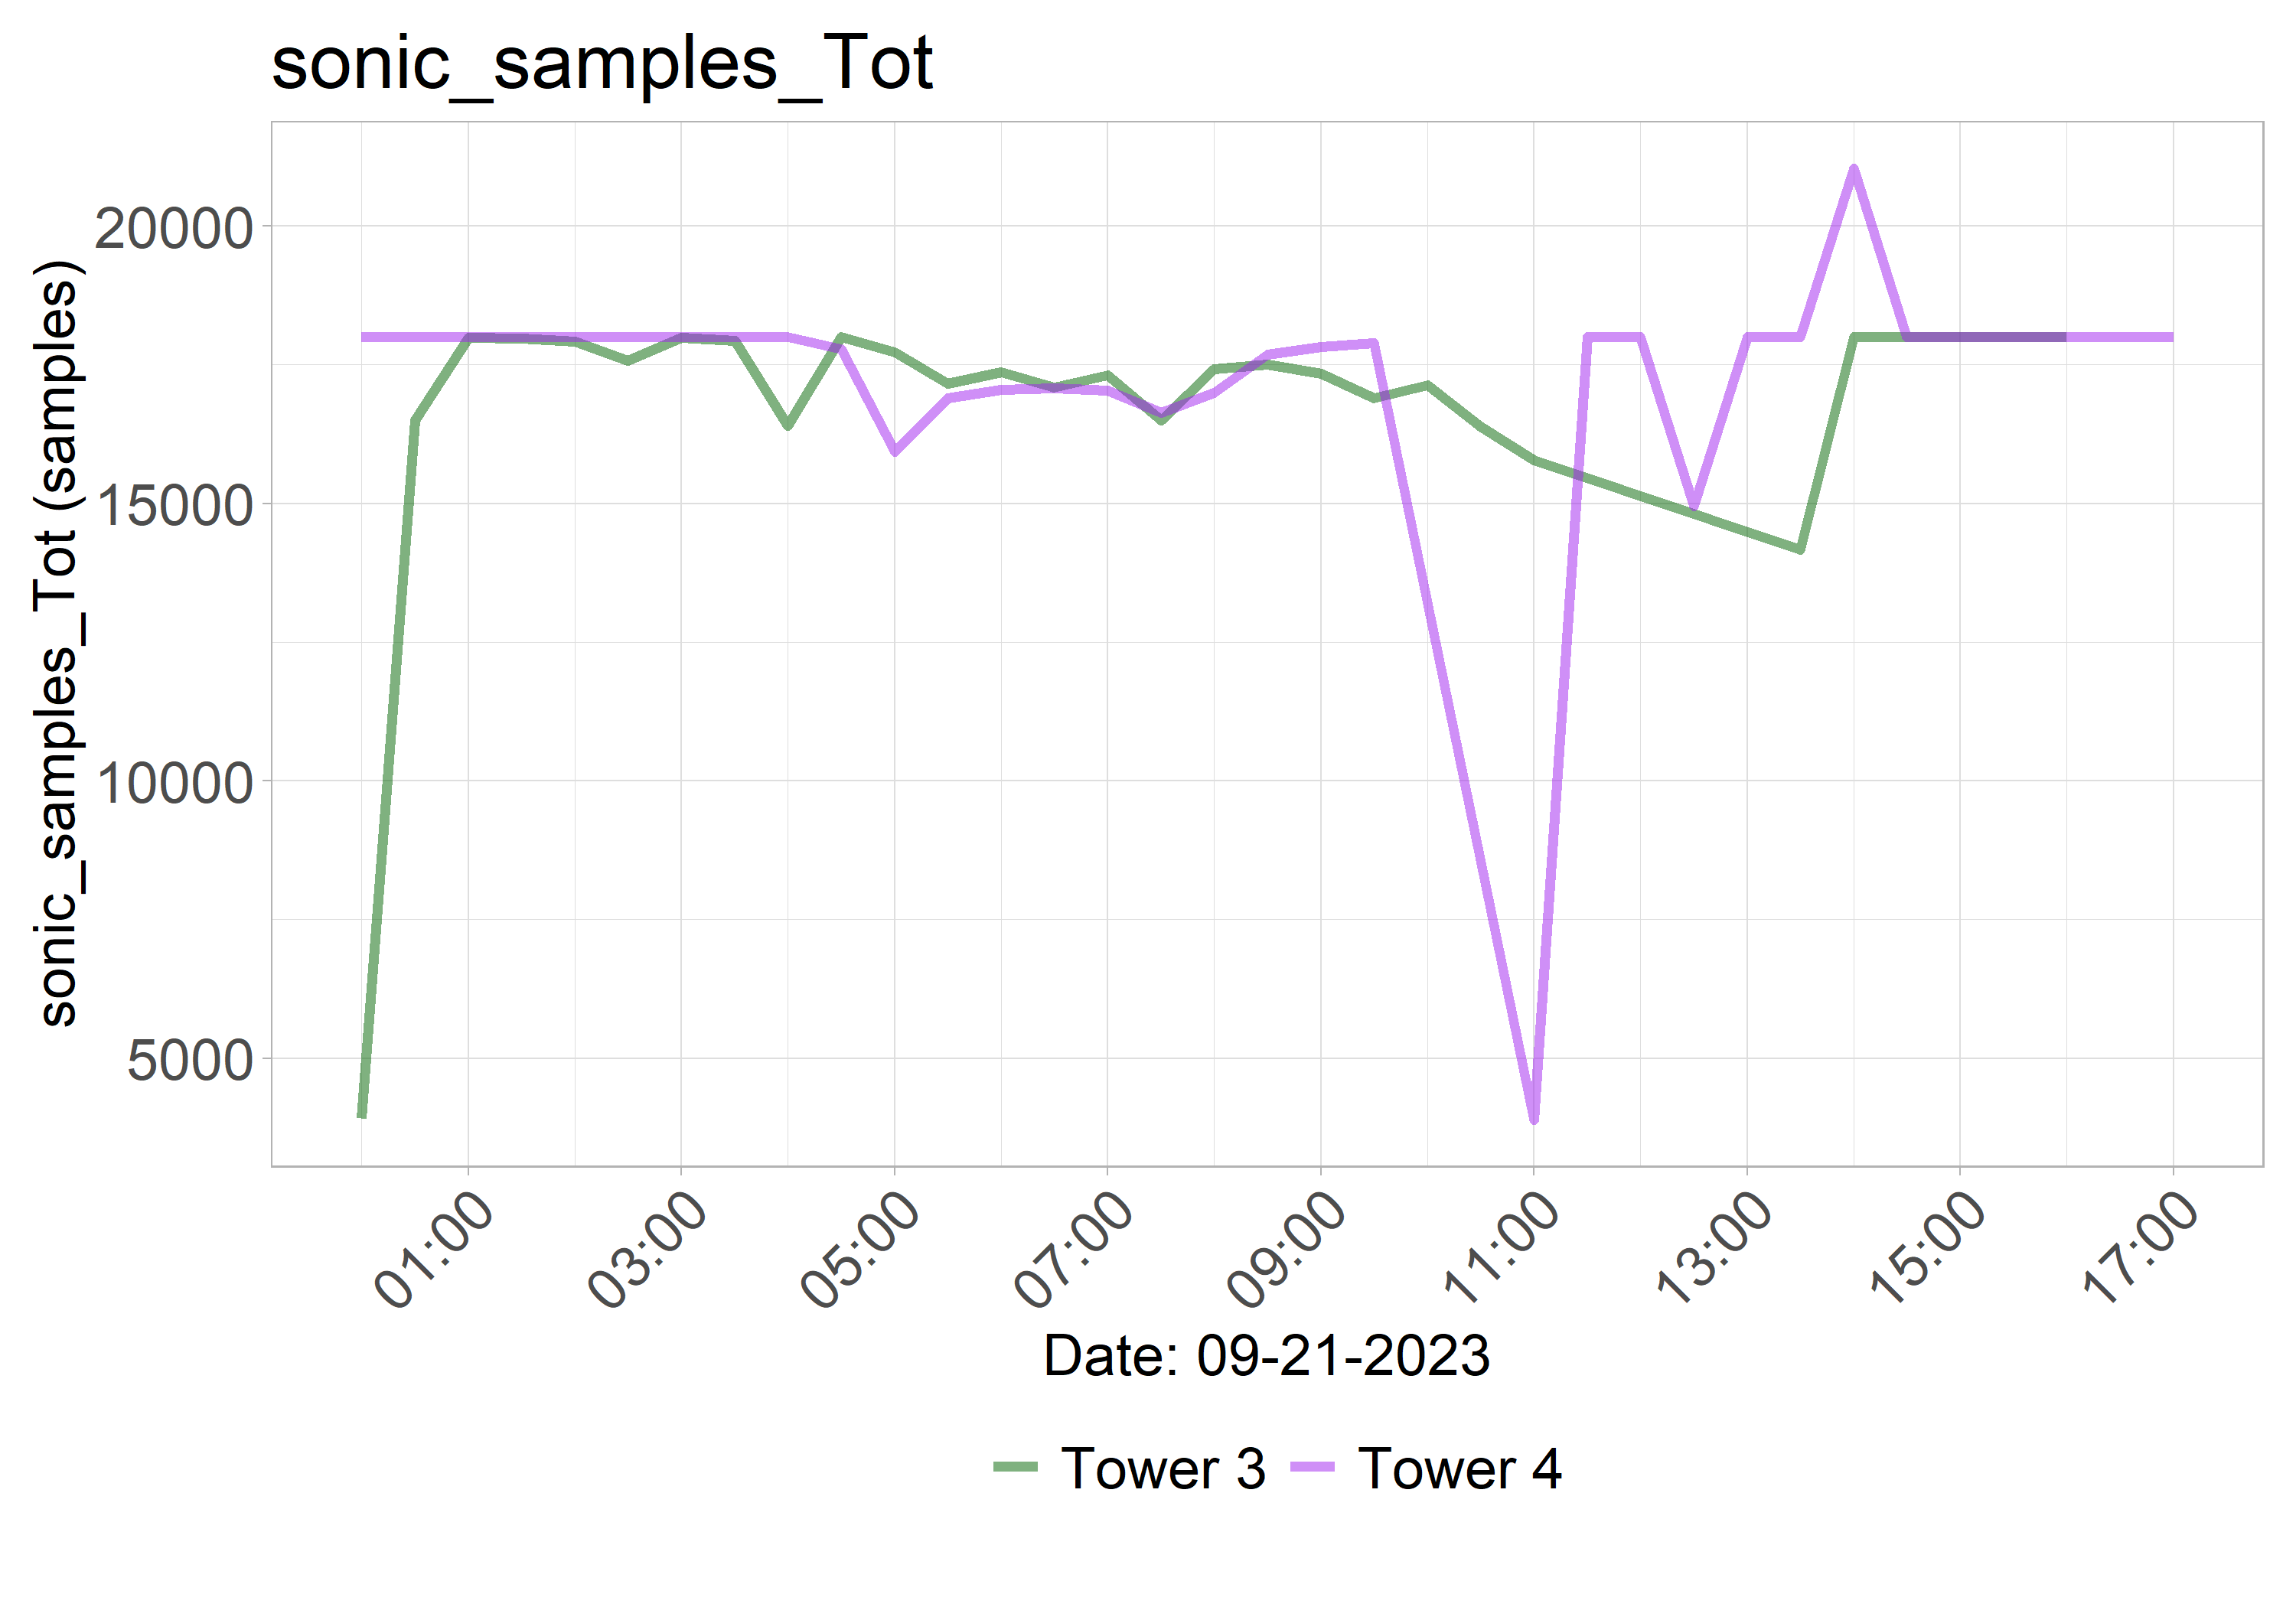 sonic_samples_Tot
sonic_samples_Tot (samples)
20000
15000
10000
5000
01:00
03:00
05:00
07:00
09:00
11:00
13:00
15:00
17:00
Date: 09-21-2023
Tower 3
Tower 4